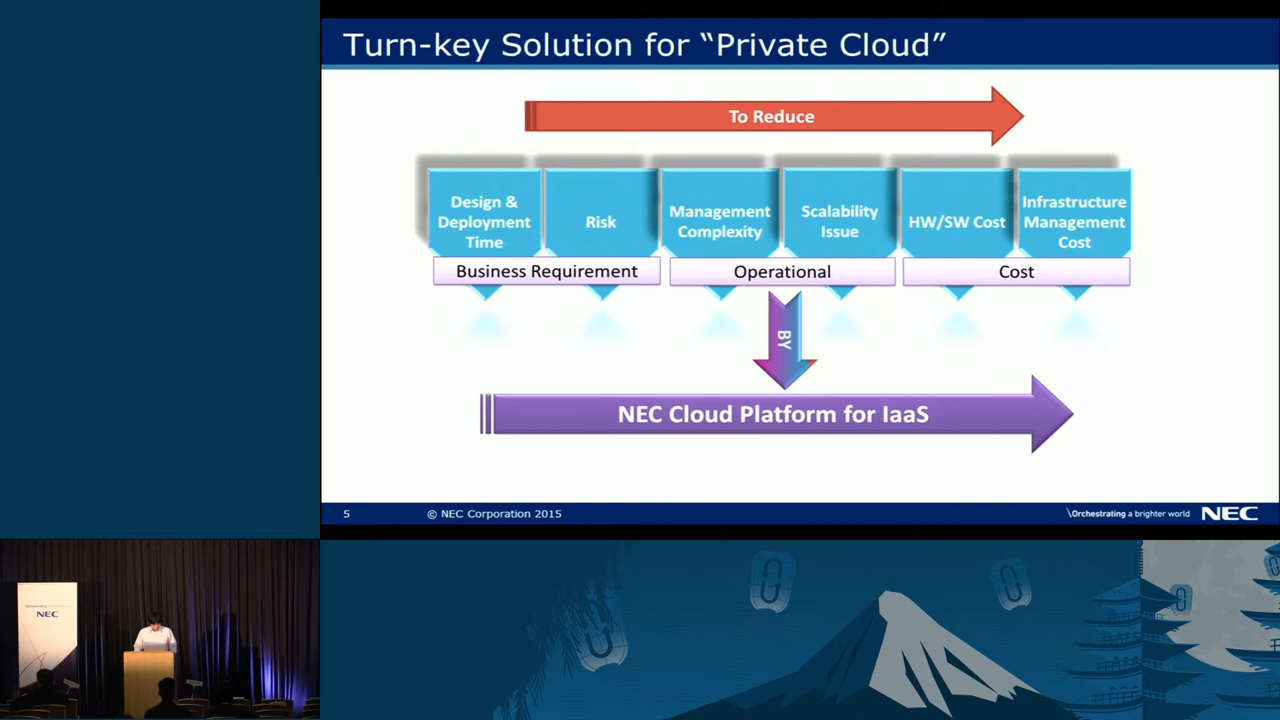 Turn-key Solution for “Private Cloud”
To Reduce
Design &
Deployment
Time
Risk
Management
Complexity
Scalability
Issue
HW/SW Cost
Infrastructure
Management
Cost
Business Requirement
Operational
Cost
BY
NEC Cloud Platform for IaaS
5
© NEC Corporation 2015
\Orchestrating a brighter world
NEC
NEC